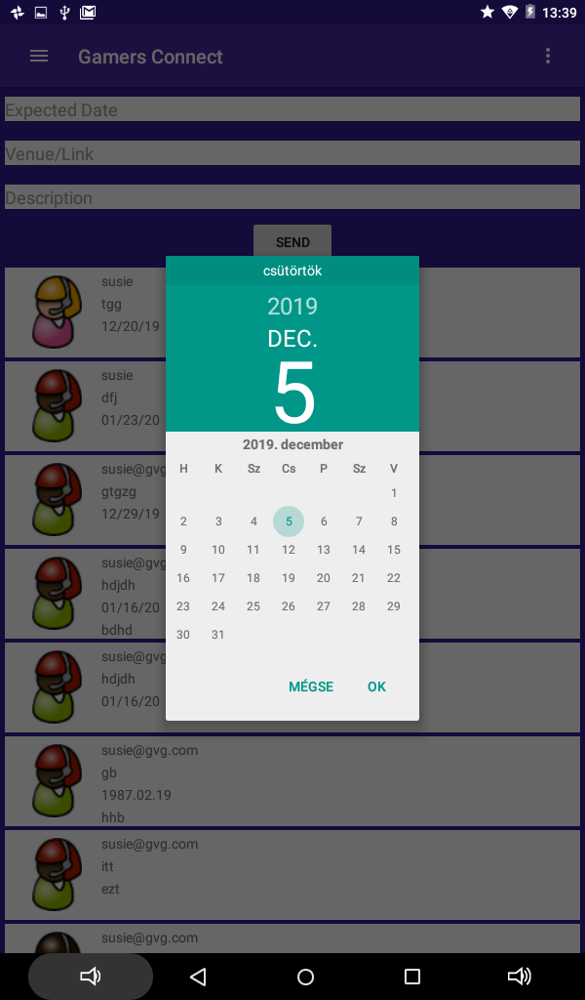 13:39
Gamers Connect
Expected Date
Venue/Link
Description
SEND
susie
tgg
12/20/19
susie
dfj
01/23/20
susie@gvg
gtgzg
12/29/19
susie@gvg
hdjdh
01/16/20
bdhd
susie@gvg
hdjdh
01/16/20
susie@gvg.com
gb
1987.02.19
hhb
susie@gvg.com
itt
ezt
susie@gvg.com
csütörtök
2019
DEC.
5
2019. december
H K Sz Cs P Sz V
1
2 3 4 5 6 7 8
9 10 11 12 13 14 15
16 17 18 19 20 21 22
23 24 25 26 27 28 29
30 31
MÉGSE OK